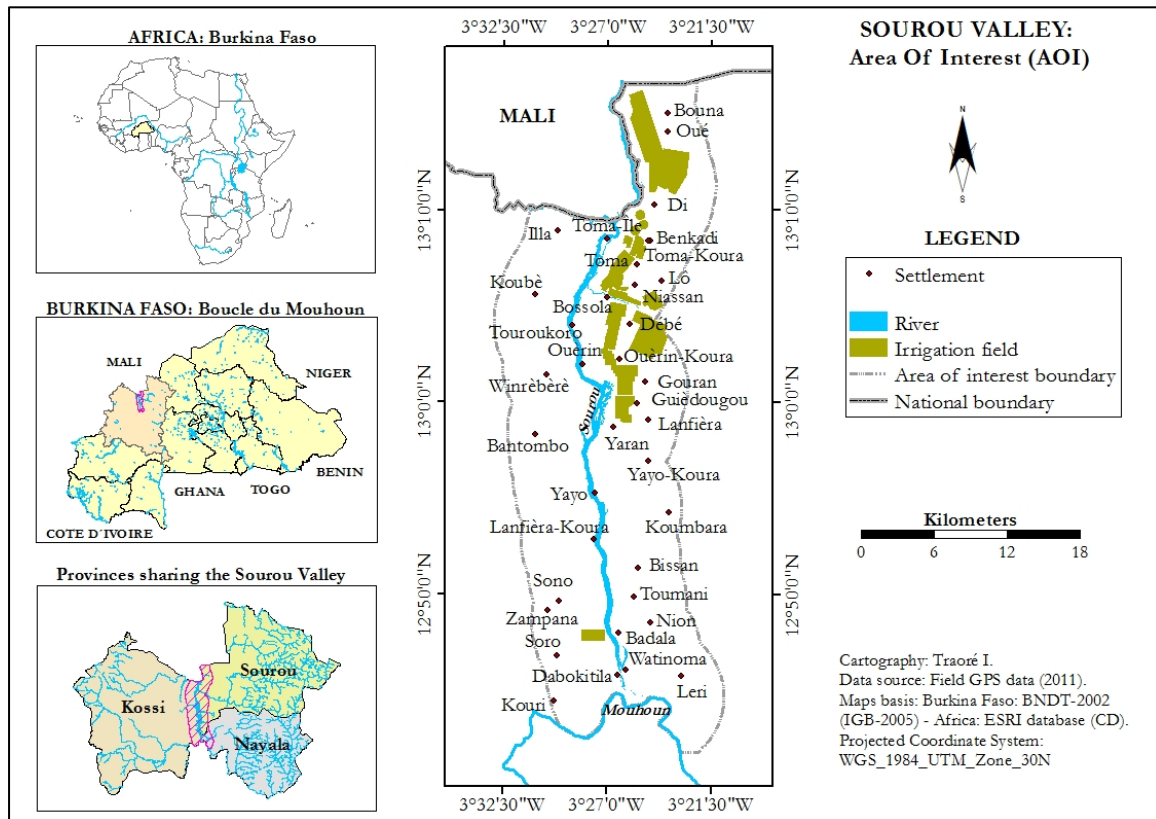 AFRICA: Burkina Faso
BURKINA FASO: Boucle du Mouhoun
MALI
NIGER
BENIN
TOGO
GHANA
COTE D'IVOIRE
Provinces sharing the Sourou Valley
Sourou
Kossi
Nayala
3°32'30"W
3°27'0"W
3°21'30"W
MALI
Bouna
Oué
Di
13°10'0"N
13°10'0"N
Toma-Ile
Illa
Benkadi
Toma
Toma-Koura
Lô
Koubè
Niassan
Bossola
Touroukoro
Débé
Ouerin
Ouèrin-Koura
Winrèbèrè
Gouran
Guièdougou
13°0'0"N
13°0'0"N
Sourou
Lanfièra
Yaran
Bantombo
Yayo-Koura
Yayo
Koumbara
Lanfièra-Koura
Bissan
12°50'0"N
12°50'0"N
Sono
Toumani
Zampana
Nion
Badala
Soro
Watinoma
Dabokitila
Leri
Kouri
Mouhoun
3°32'30"W
3°27'0"W
3°21'30"W
SOUROU VALLEY:
Area Of Interest (AOI)
N
S
LEGEND
Settlement
River
Irrigation field
Area of interest boundary
National boundary
Kilometers
0 6 12 18
Cartography: Traoré I.
Data source: Field GPS data (2011).
Maps basis: Burkina Faso: BNDT-2002
(IGB-2005) - Africa: ESRI database (CD).
Projected Coordinate System:
WGS_1984_UTM_Zone_30N